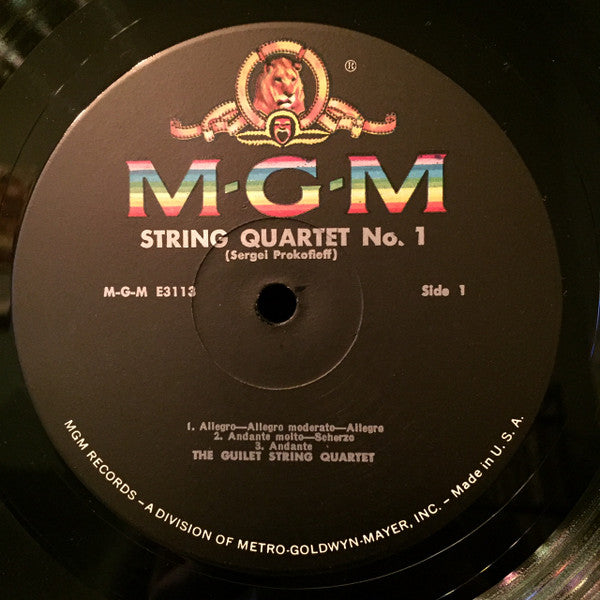 ®
M·G·M
STRING QUARTET No. 1
(Sergei Prokofieff)
M-G-M E3113
Side 1
1. Allegro—Allegro moderato—Allegro
2. Andante molto—Scherzo
3. Andante
THE GUILET STRING QUARTET
MGM RECORDS – A DIVISION OF METRO-GOLDWYN-MAYER, INC. – Made in U. S. A.